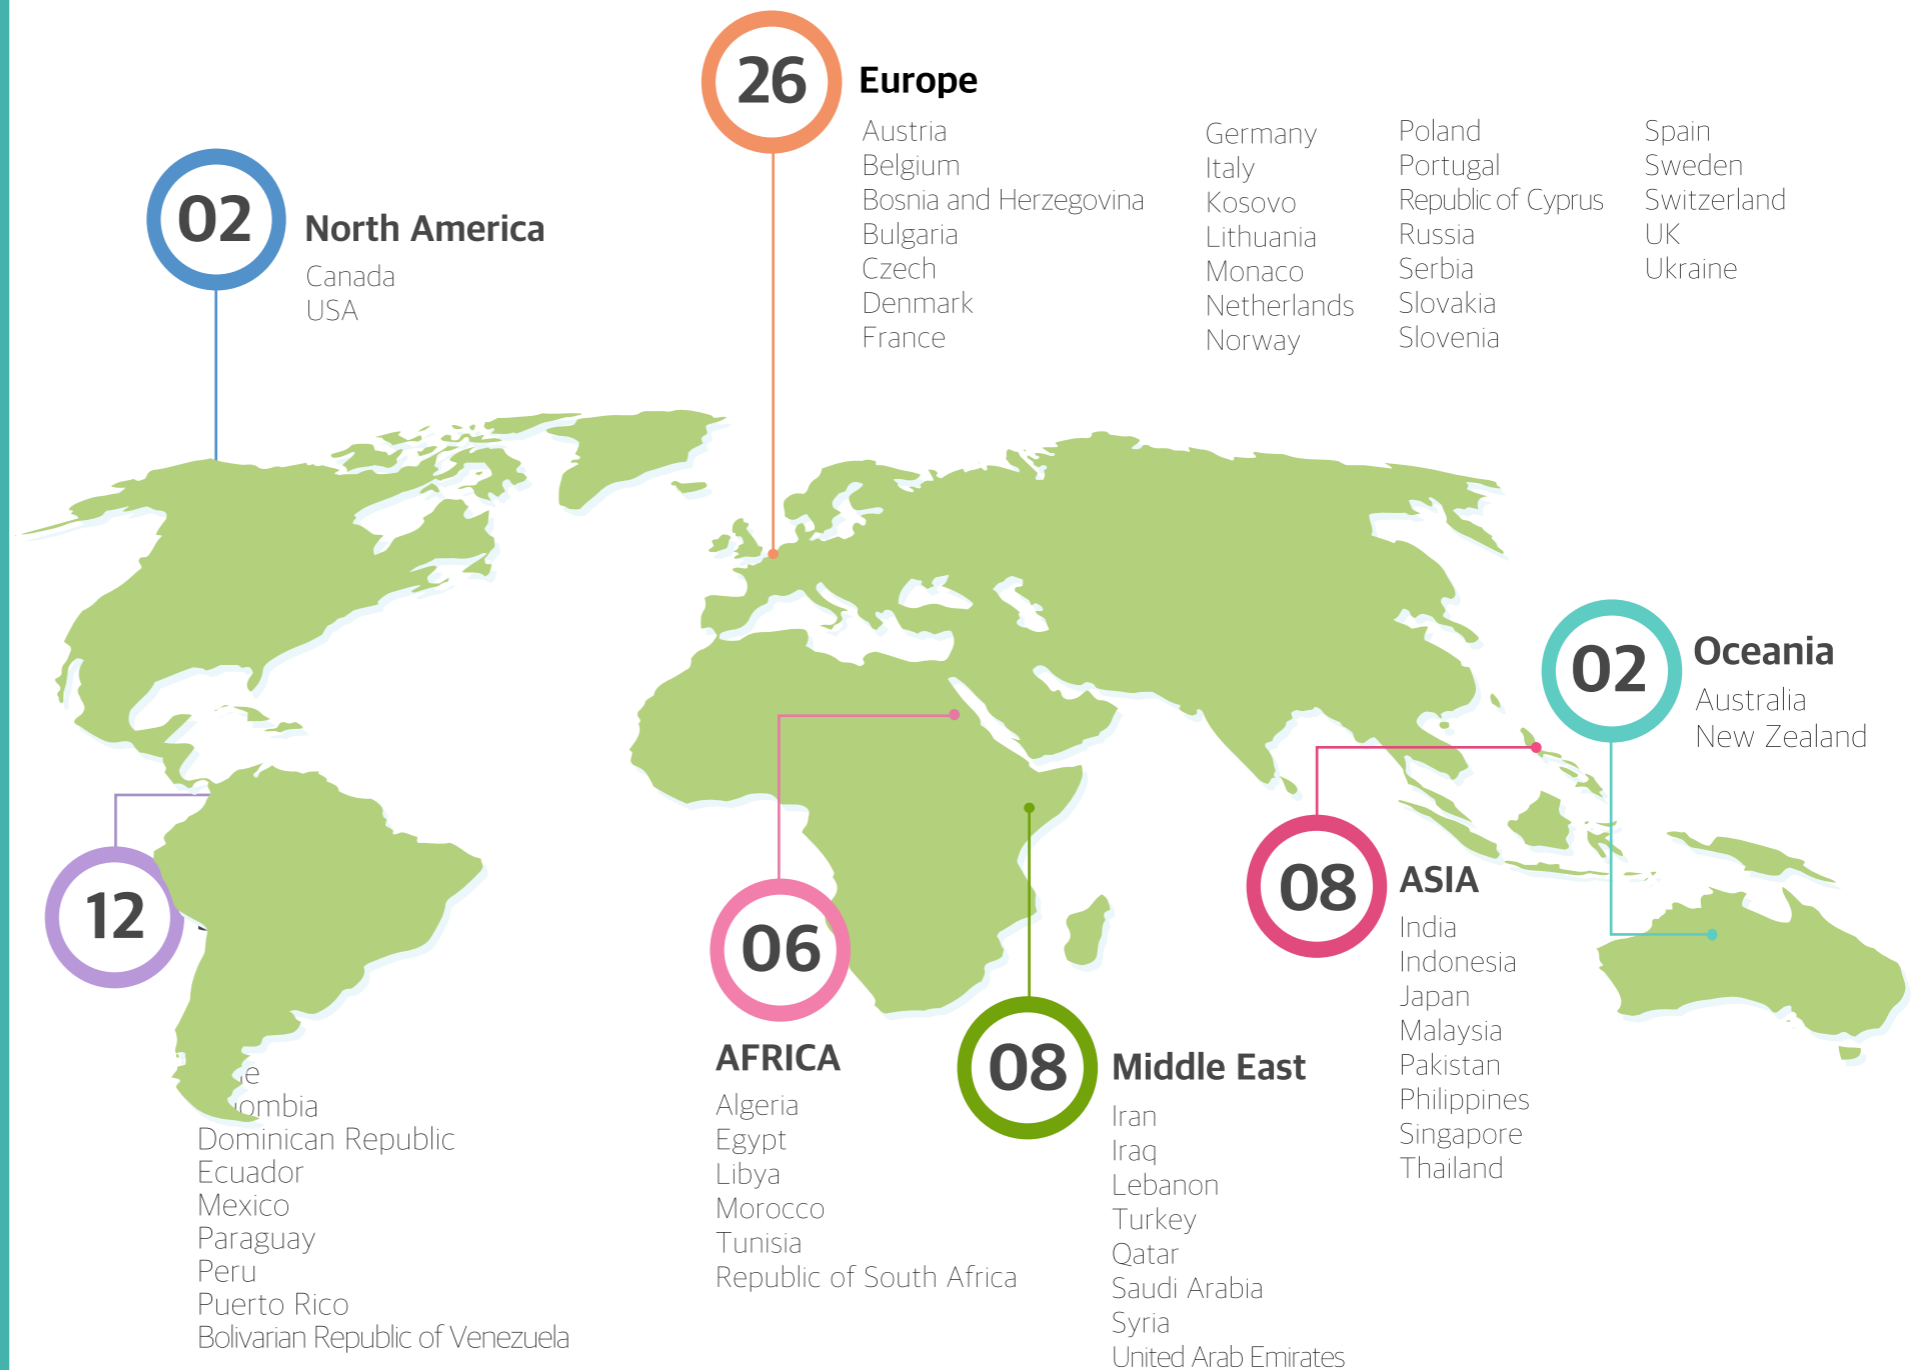 26
Europe
Austria
Belgium
Bosnia and Herzegovina
Bulgaria
Czech
Denmark
France
Germany
Italy
Kosovo
Lithuania
Monaco
Netherlands
Norway
Poland
Portugal
Republic of Cyprus
Russia
Serbia
Slovakia
Slovenia
Spain
Sweden
Switzerland
UK
Ukraine
02
North America
Canada
USA
02
Oceania
Australia
New Zealand
12
Dominican Republic
Ecuador
Mexico
Paraguay
Peru
Puerto Rico
Bolivarian Republic of Venezuela
06
AFRICA
Algeria
Egypt
Libya
Morocco
Tunisia
Republic of South Africa
08
Middle East
Iran
Iraq
Lebanon
Turkey
Qatar
Saudi Arabia
Syria
United Arab Emirates
08
ASIA
India
Indonesia
Japan
Malaysia
Pakistan
Philippines
Singapore
Thailand